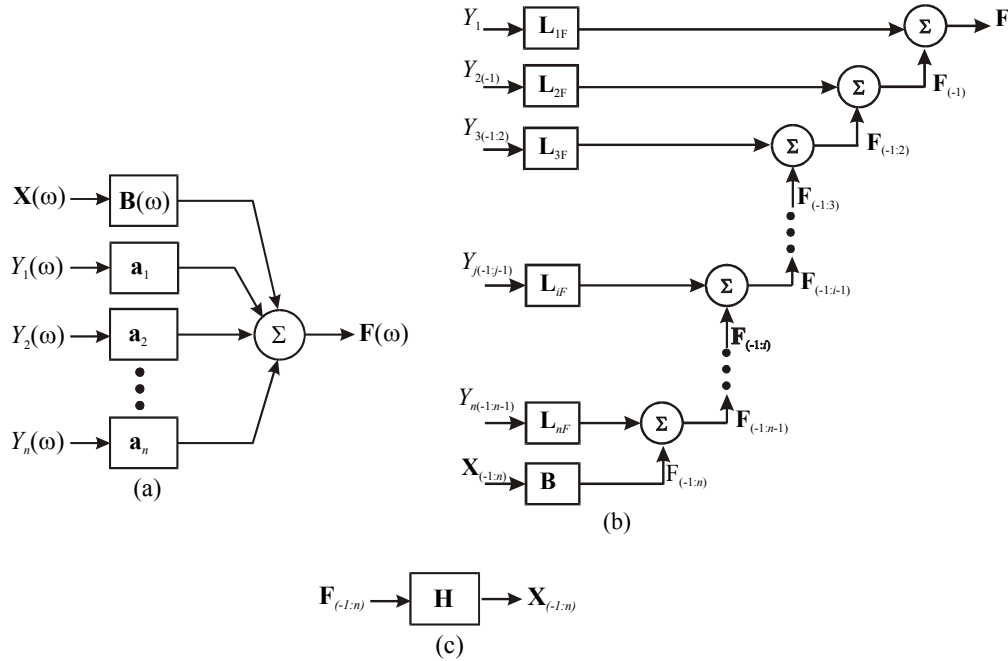 X(ω) B(ω)
Y1(ω) a1
Y2(ω) a2
Yn(ω) an
Σ F(ω)
(a)
Y1 L1F Σ F
Y2(-1) L2F Σ F(-1)
Y3(-1:2) L3F Σ F(-1:2)
F(-1:3)
Yj(-1:j-1) LiF Σ F(-1:i-1)
F(-1:i)
Yn(-1:n-1) LnF Σ F(-1:n-1)
X(-1:n) B F(-1:n)
(b)
F(-1:n) H X(-1:n)
(c)